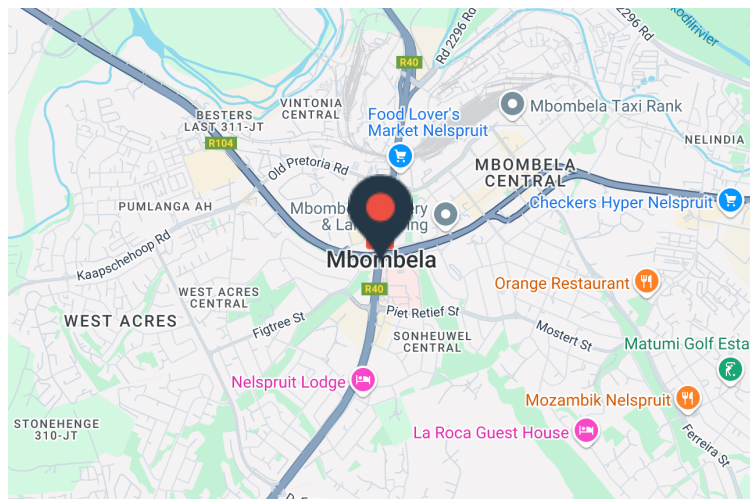 Rd 2296 Rd
2296 Rd
kodilrivier
R40
VINTONIA
CENTRAL
BESTERS
LAST 311-JT
R104
Food Lover's
Market Nelspruit
Mbombela Taxi Rank
NELINDIA
Old Pretoria Rd
MBOMBELA
CENTRAL
PUMLANGA AH
Checkers Hyper Nelspruit
Kaapschehoop Rd
Mbombela
Orange Restaurant
R40
WEST ACRES
CENTRAL
WEST ACRES
Figtree St
Piet Retief St
SONHEUWEL
CENTRAL
Mostert St
Matumi Golf Esta
Nelspruit Lodge
Mozambik Nelspruit
STONEHENGE
310-JT
La Roca Guest House
Ferreira St